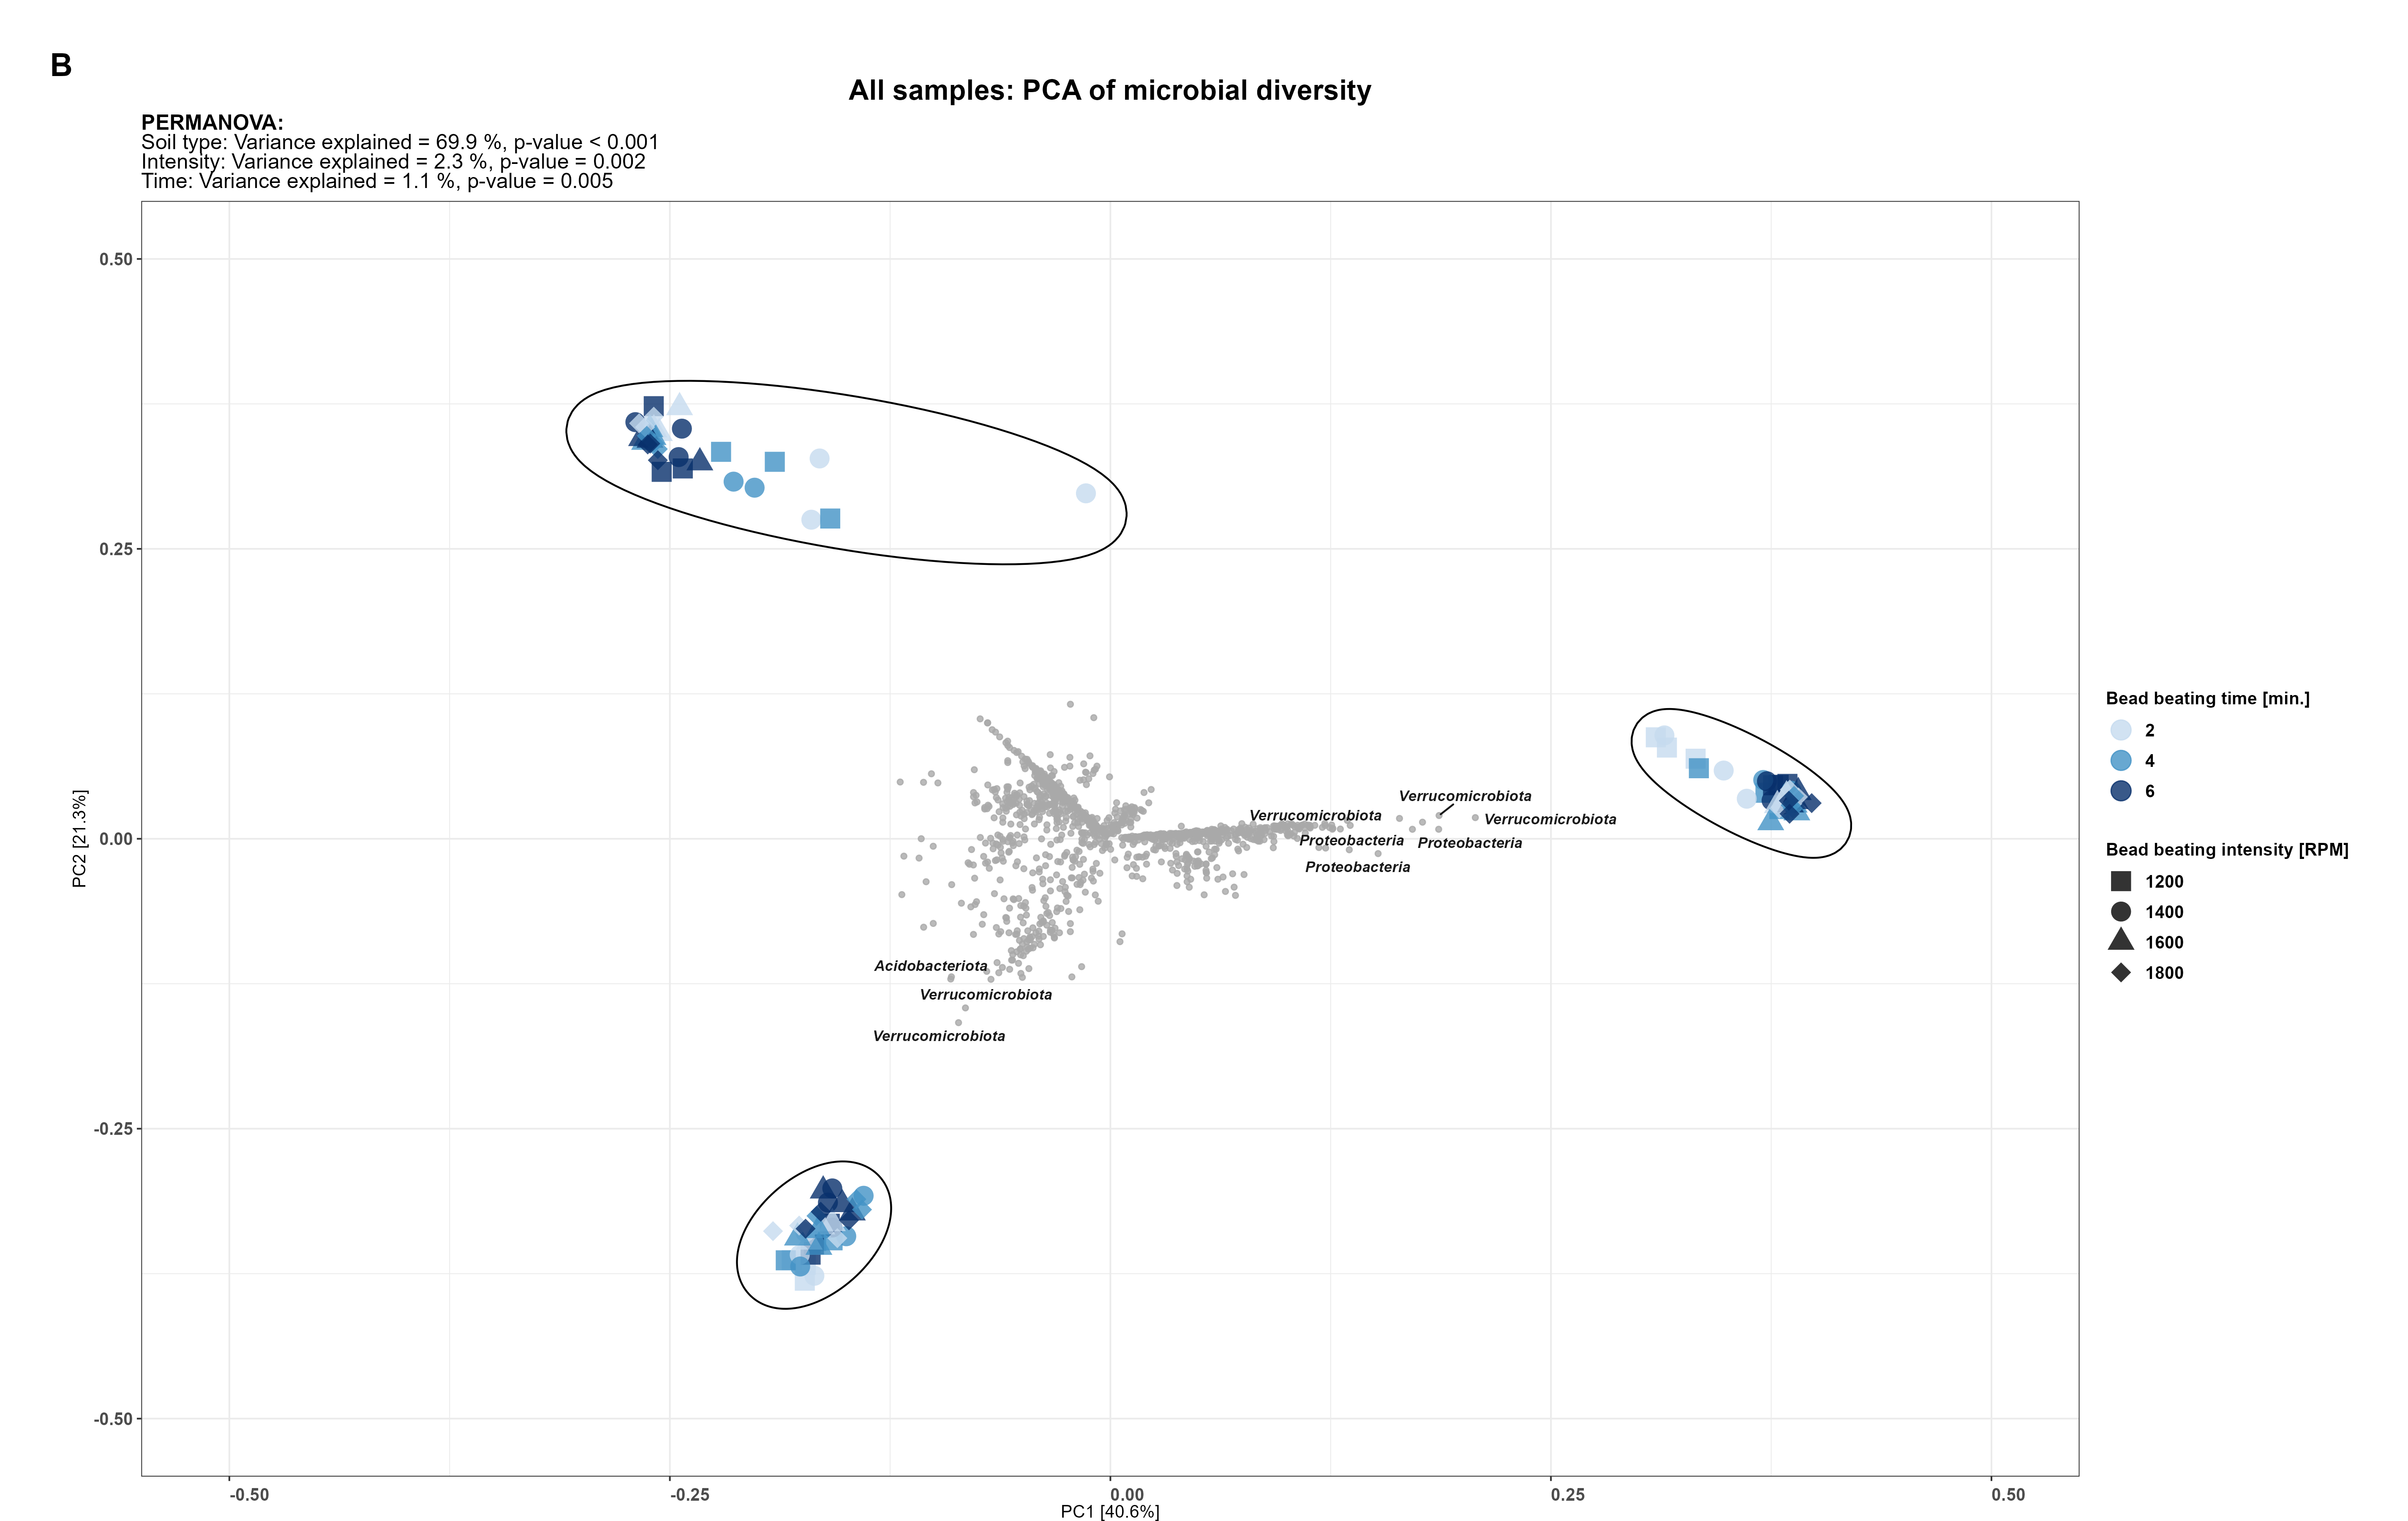 B
All samples: PCA of microbial diversity
PERMANOVA:
Soil type: Variance explained = 69.9 %, p-value < 0.001
Intensity: Variance explained = 2.3 %, p-value = 0.002
Time: Variance explained = 1.1 %, p-value = 0.005
0.50
0.25
0.00
-0.25
-0.50
PC2 [21.3%]
Verrucomicrobiota
Verrucomicrobiota
Verrucomicrobiota
Proteobacteria
Proteobacteria
Proteobacteria
Acidobacteriota
Verrucomicrobiota
Verrucomicrobiota
-0.50
-0.25
0.00
0.25
0.50
PC1 [40.6%]
Bead beating time [min.]
2
4
6
Bead beating intensity [RPM]
1200
1400
1600
1800